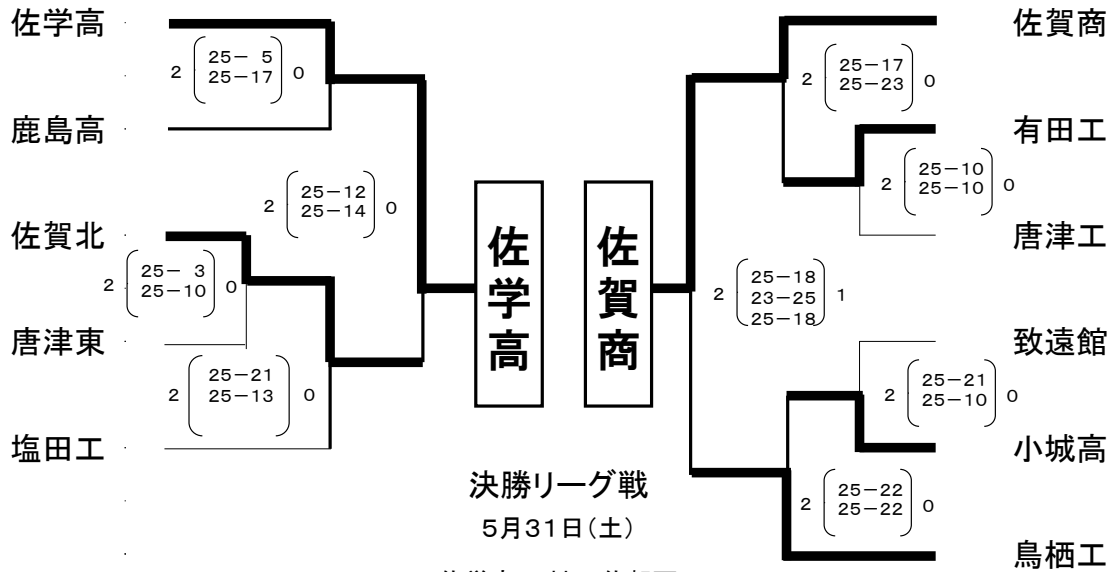 佐学高
2 25－ 5 0
25－17
鹿島高
2 25－12 0
25－14
佐賀北
2 25－ 3 0
25－10
唐津東
2 25－21 0
25－13
塩田工
佐学高
佐賀商
佐賀商
2 25－17 0
25－23
有田工
2 25－10 0
25－10
唐津工
2 25－18 1
23－25
25－18
致遠館
2 25－21 0
25－10
小城高
2 25－22 0
25－22
鳥栖工
決勝リーグ戦
5月31日（土）